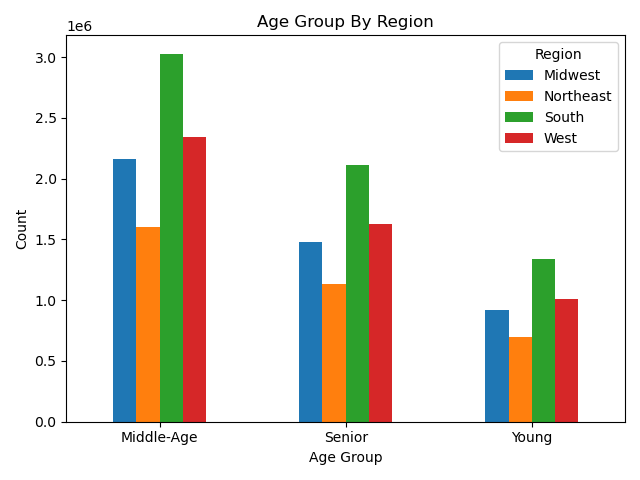 Age Group By Region
1e6
3.0
2.5
2.0
1.5
1.0
0.5
0.0
Count
Region
Midwest
Northeast
South
West
Middle-Age Senior Young
Age Group